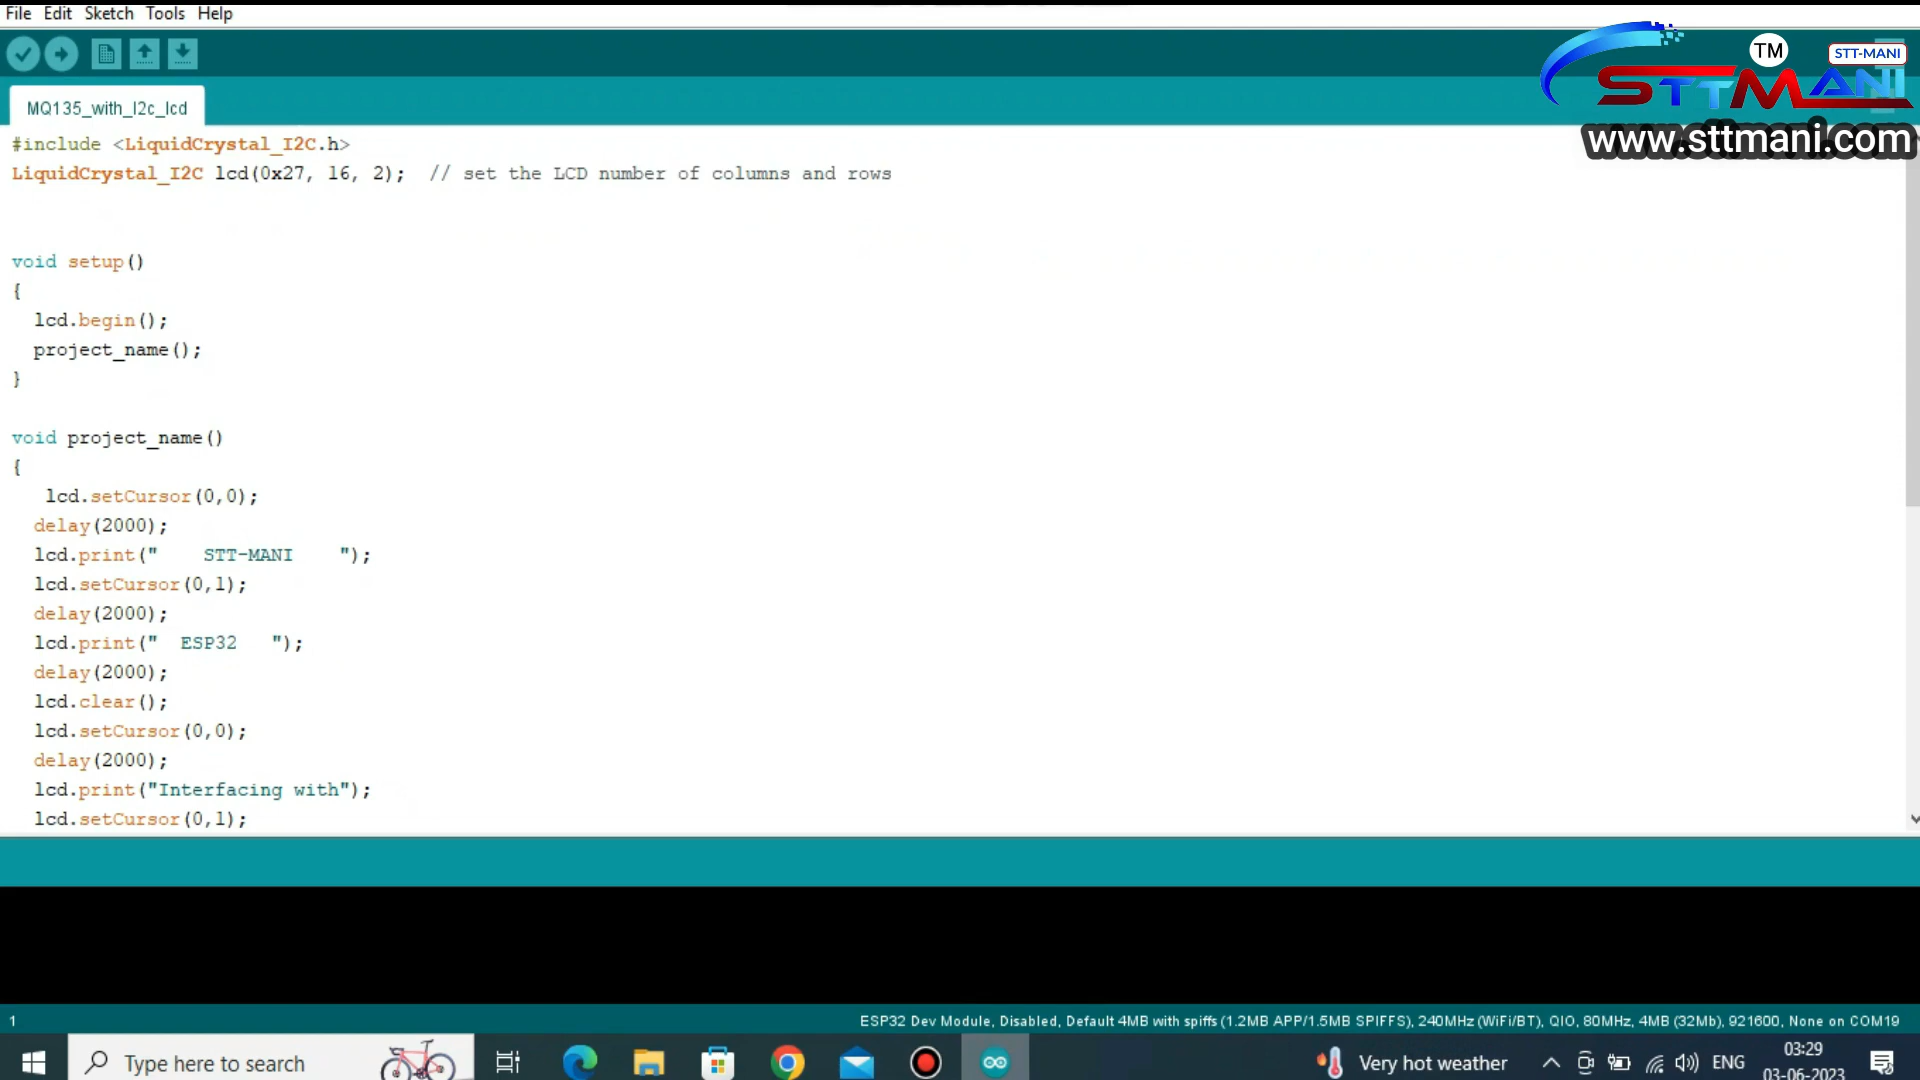 File Edit Sketch Tools Help
TM
STT-MANI
STTMANI
www.sttmani.com
MQ135_with_I2c_lcd
#include <LiquidCrystal_I2C.h>
LiquidCrystal_I2C lcd(0x27, 16, 2);  // set the LCD number of columns and rows
void setup()
{
lcd.begin();
project_name();
}
void project_name()
{
lcd.setCursor(0,0);
delay(2000);
lcd.print("    STT-MANI    ");
lcd.setCursor(0,1);
delay(2000);
lcd.print("  ESP32   ");
delay(2000);
lcd.clear();
lcd.setCursor(0,0);
delay(2000);
lcd.print("Interfacing with");
lcd.setCursor(0,1);
1
ESP32 Dev Module, Disabled, Default 4MB with spiffs (1.2MB APP/1.5MB SPIFFS), 240MHz (WiFi/BT), QIO, 80MHz, 4MB (32Mb), 921600, None on COM19
Type here to search
Very hot weather
ENG
03:29
03-06-2023